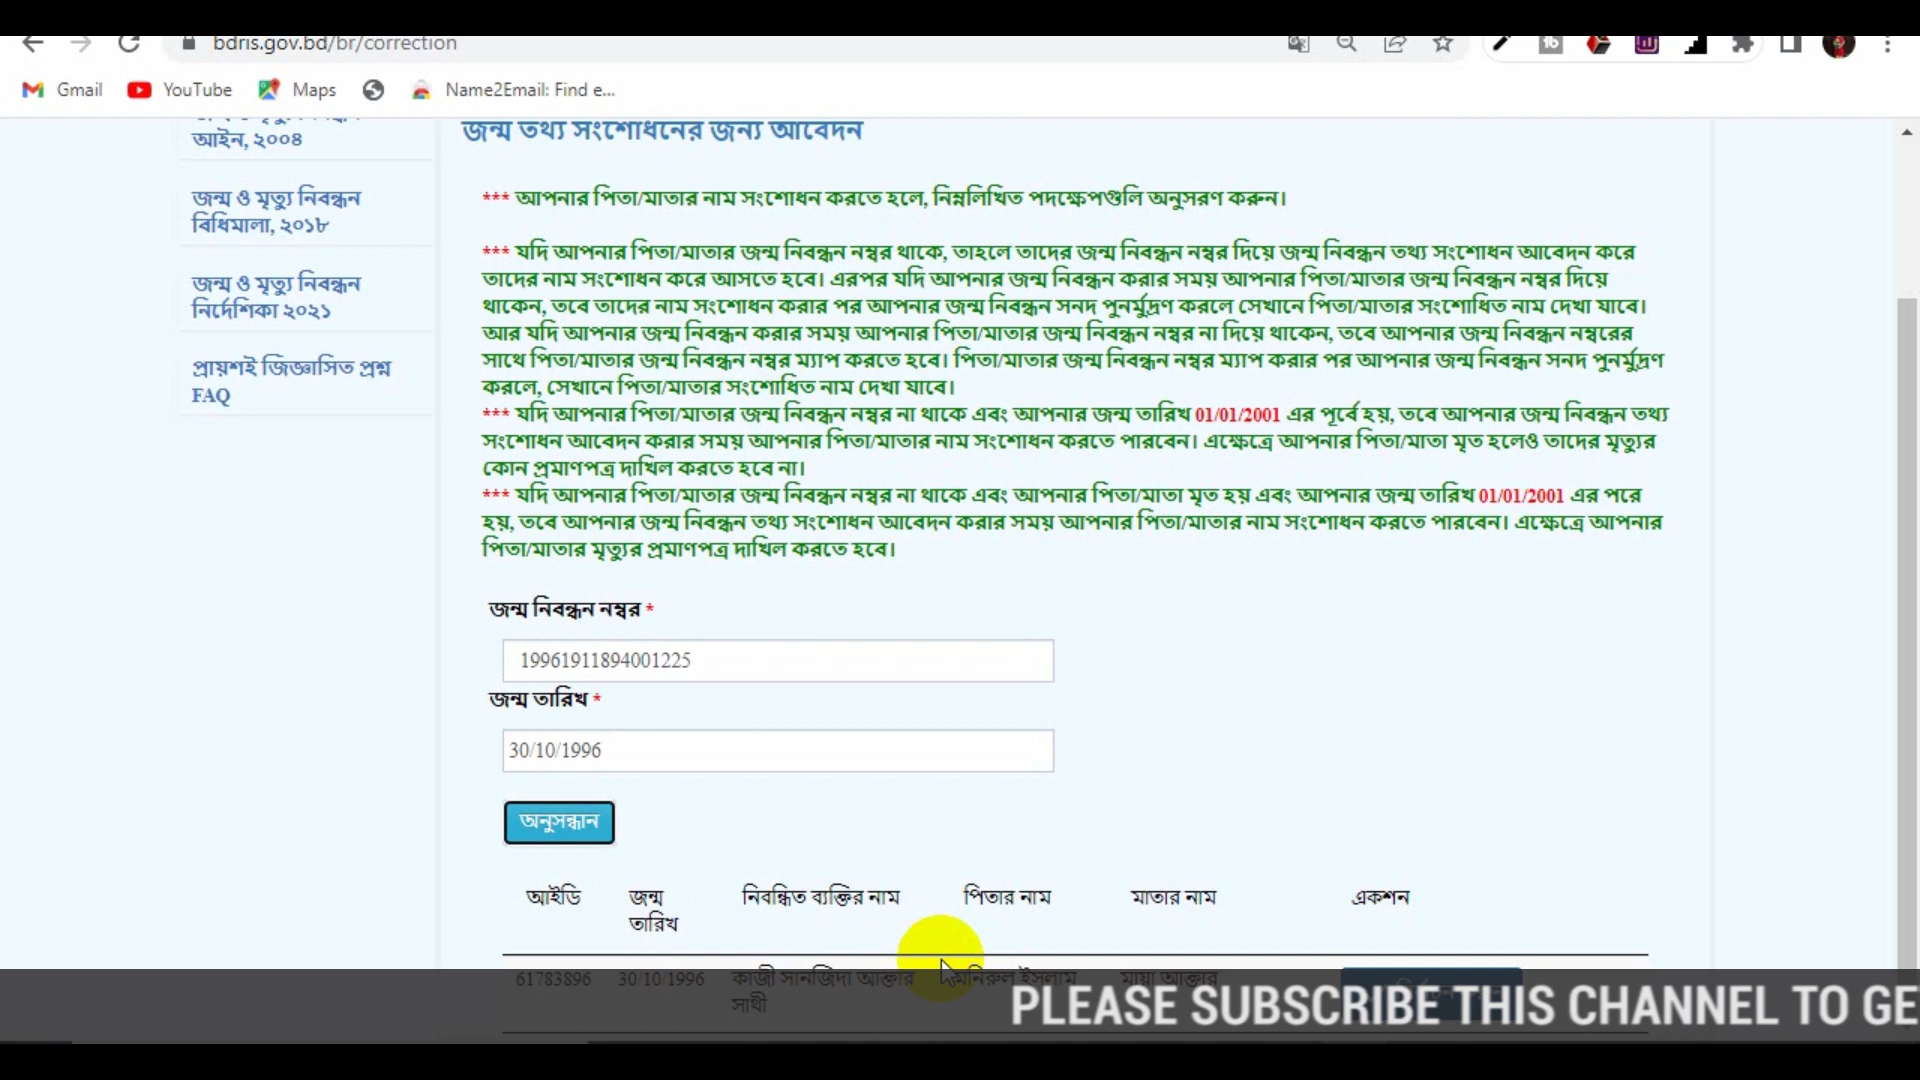 bdris.gov.bd/br/correction
Gmail YouTube Maps Name2Email: Find e...
আইন, ২০০৪
জন্ম ও মৃত্যু নিবন্ধন
বিধিমালা, ২০১৮
জন্ম ও মৃত্যু নিবন্ধন
নির্দেশিকা ২০২১
প্রায়শই জিজ্ঞাসিত প্রশ্ন
FAQ
জন্ম তথ্য সংশোধনের জন্য আবেদন
*** আপনার পিতা/মাতার নাম সংশোধন করতে হলে, নিম্নলিখিত পদক্ষেপগুলি অনুসরণ করুন।
*** যদি আপনার পিতা/মাতার জন্ম নিবন্ধন নম্বর থাকে, তাহলে তাদের জন্ম নিবন্ধন নম্বর দিয়ে জন্ম নিবন্ধন তথ্য সংশোধন আবেদন করে
তাদের নাম সংশোধন করে আসতে হবে। এরপর যদি আপনার জন্ম নিবন্ধন করার সময় আপনার পিতা/মাতার জন্ম নিবন্ধন নম্বর দিয়ে
থাকেন, তবে তাদের নাম সংশোধন করার পর আপনার জন্ম নিবন্ধন সনদ পুনর্মুদ্রণ করলে সেখানে পিতা/মাতার সংশোধিত নাম দেখা যাবে।
আর যদি আপনার জন্ম নিবন্ধন করার সময় আপনার পিতা/মাতার জন্ম নিবন্ধন নম্বর না দিয়ে থাকেন, তবে আপনার জন্ম নিবন্ধন নম্বরের
সাথে পিতা/মাতার জন্ম নিবন্ধন নম্বর ম্যাপ করতে হবে। পিতা/মাতার জন্ম নিবন্ধন নম্বর ম্যাপ করার পর আপনার জন্ম নিবন্ধন সনদ পুনর্মুদ্রণ
করলে, সেখানে পিতা/মাতার সংশোধিত নাম দেখা যাবে।
*** যদি আপনার পিতা/মাতার জন্ম নিবন্ধন নম্বর না থাকে এবং আপনার জন্ম তারিখ 01/01/2001 এর পূর্বে হয়, তবে আপনার জন্ম নিবন্ধন তথ্য
সংশোধন আবেদন করার সময় আপনার পিতা/মাতার নাম সংশোধন করতে পারবেন। এক্ষেত্রে আপনার পিতা/মাতা মৃত হলেও তাদের মৃত্যুর
কোন প্রমাণপত্র দাখিল করতে হবে না।
*** যদি আপনার পিতা/মাতার জন্ম নিবন্ধন নম্বর না থাকে এবং আপনার পিতা/মাতা মৃত হয় এবং আপনার জন্ম তারিখ 01/01/2001 এর পরে
হয়, তবে আপনার জন্ম নিবন্ধন তথ্য সংশোধন আবেদন করার সময় আপনার পিতা/মাতার নাম সংশোধন করতে পারবেন। এক্ষেত্রে আপনার
পিতা/মাতার মৃত্যুর প্রমাণপত্র দাখিল করতে হবে।
জন্ম নিবন্ধন নম্বর *
19961911894001225
জন্ম তারিখ *
30/10/1996
অনুসন্ধান
আইডি জন্ম তারিখ নিবন্ধিত ব্যক্তির নাম পিতার নাম মাতার নাম একশন
61783896 30/10/1996 কাজী সানজিদা আক্তার সাথী মনিরুল ইসলাম মায়া আক্তার
PLEASE SUBSCRIBE THIS CHANNEL TO GE